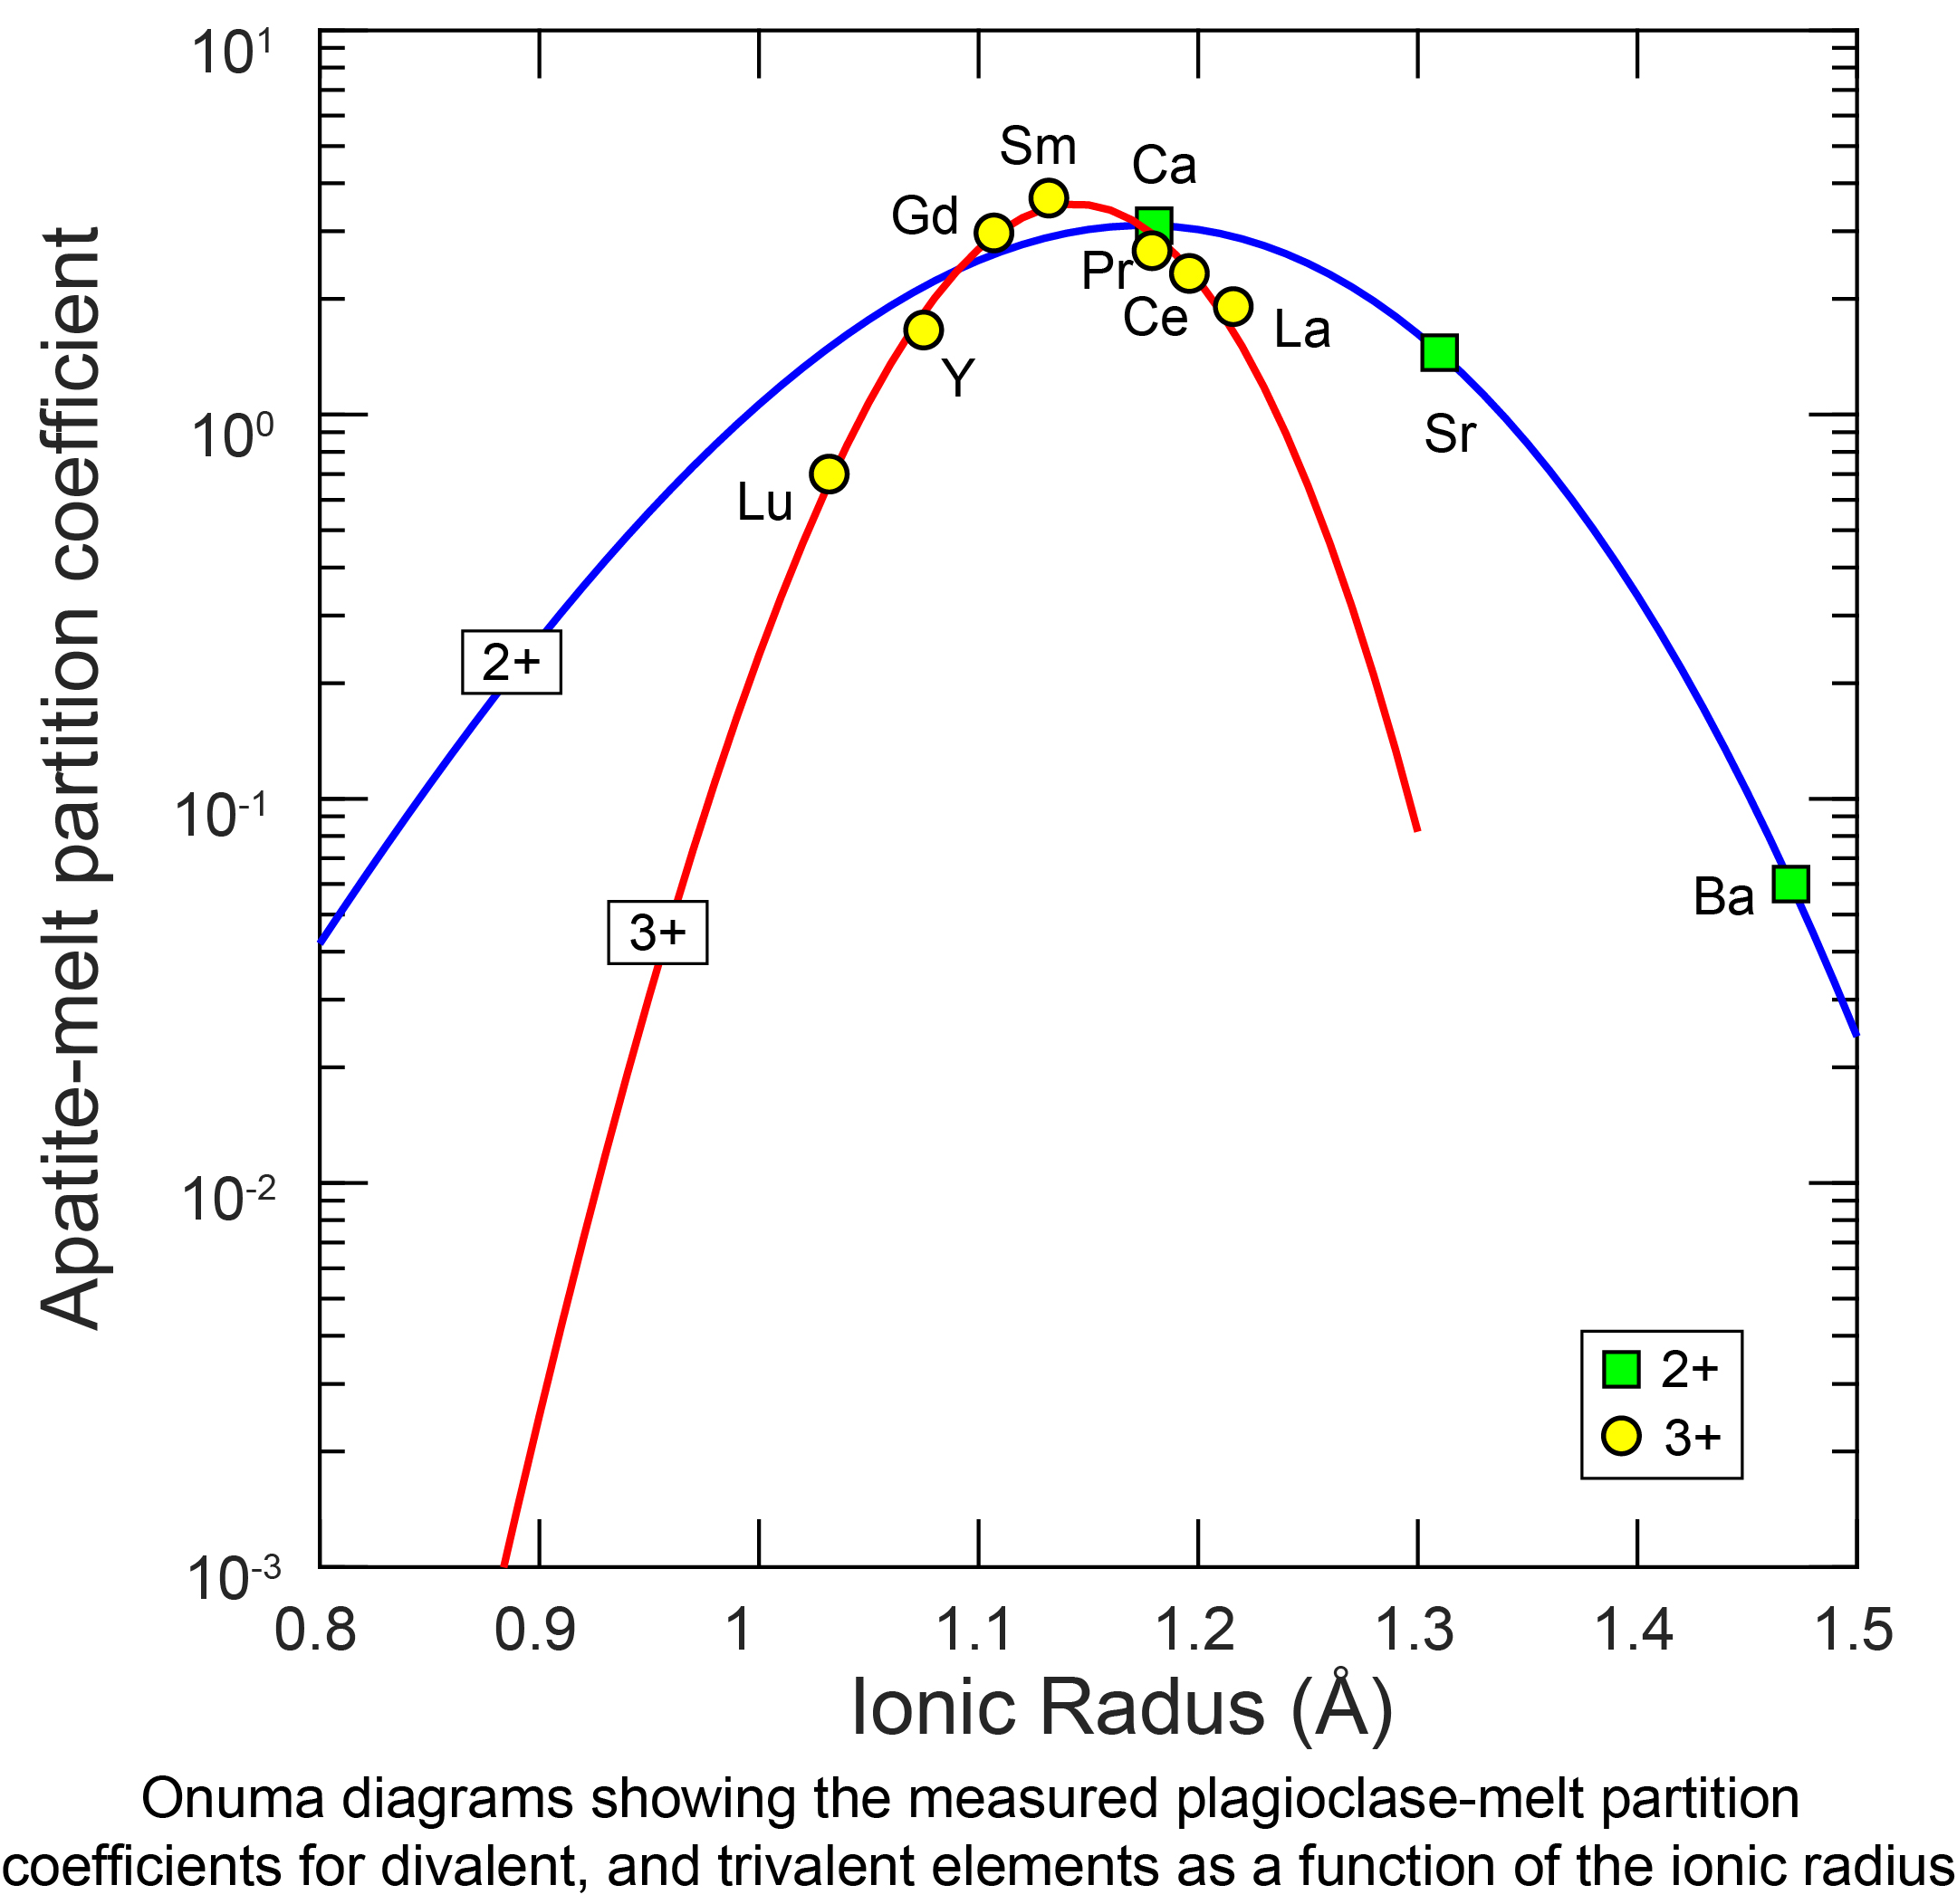 10¹
10⁰
10⁻¹
10⁻²
10⁻³
Apatite-melt partition coefficient
Sm
Ca
Gd
Pr
Ce
La
Y
Sr
Lu
2+
Ba
3+
2+
3+
0.8 0.9 1 1.1 1.2 1.3 1.4 1.5
Ionic Radus (Å)
Onuma diagrams showing the measured plagioclase-melt partition
coefficients for divalent, and trivalent elements as a function of the ionic radius